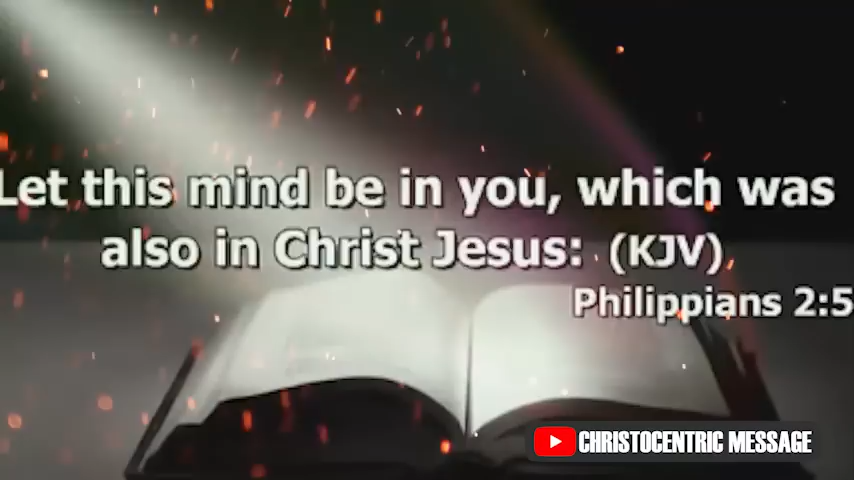 Let this mind be in you, which was
also in Christ Jesus: (KJV)
Philippians 2:5
CHRISTOCENTRIC MESSAGE